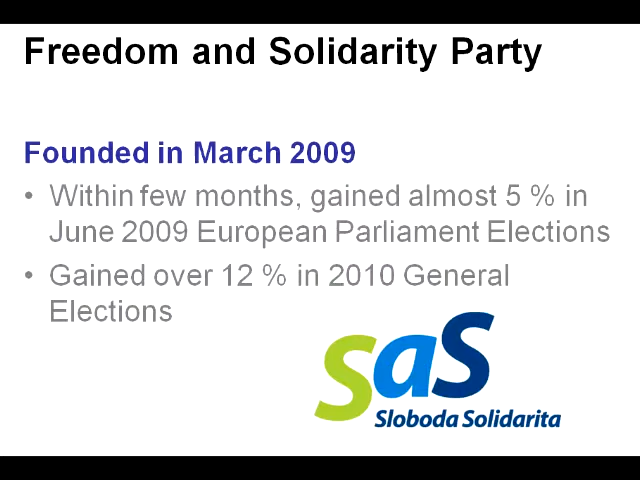 Freedom and Solidarity Party
Founded in March 2009
• Within few months, gained almost 5 % in
June 2009 European Parliament Elections
• Gained over 12 % in 2010 General
Elections
SaS
Sloboda Solidarita